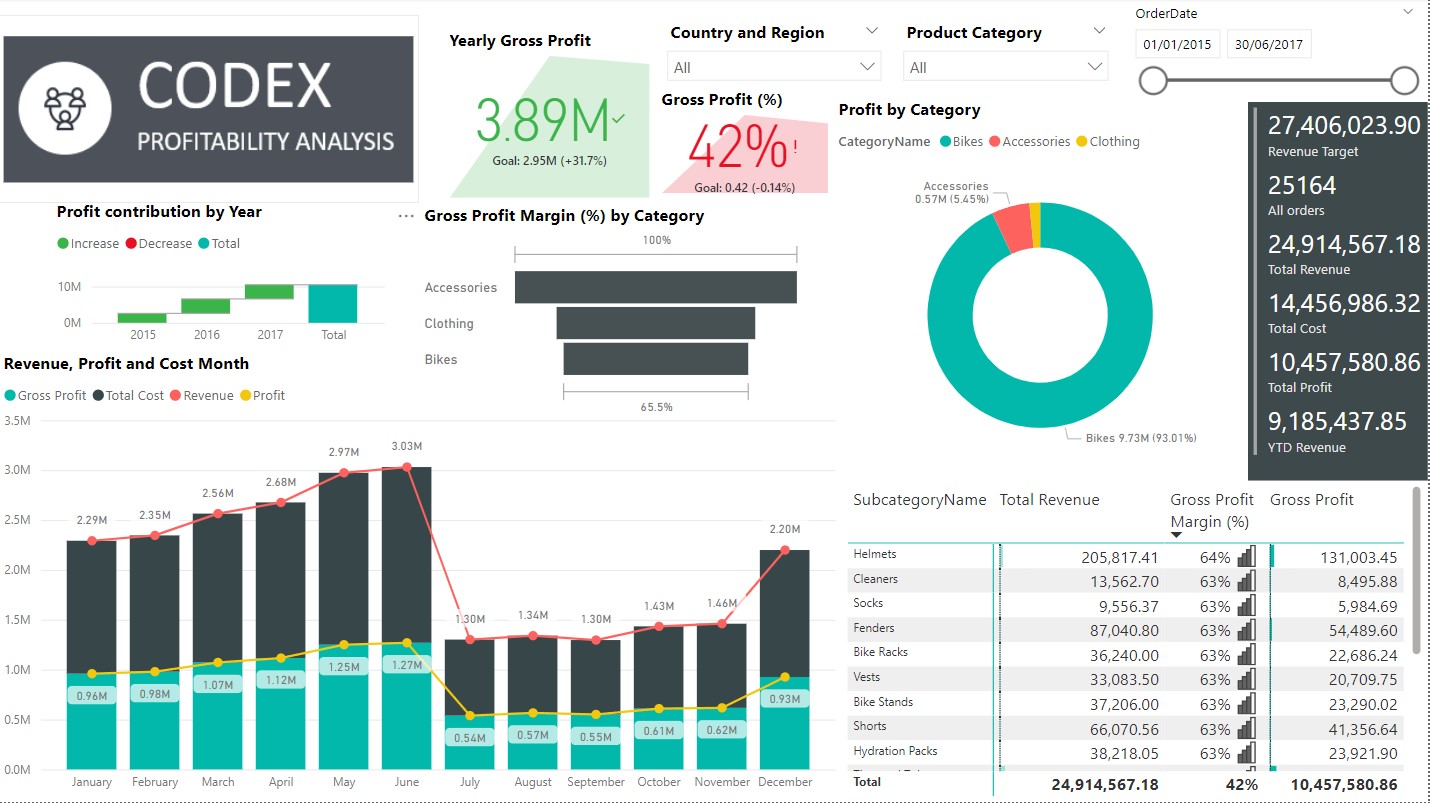 CODEX
PROFITABILITY ANALYSIS
Yearly Gross Profit
3.89M
Goal: 2.95M (+31.7%)
Country and Region
All
Product Category
All
OrderDate
01/01/2015
30/06/2017
Gross Profit (%)
42% !
Goal: 0.42 (-0.14%)
Profit by Category
CategoryName Bikes Accessories Clothing
Accessories
0.57M (5.45%)
Bikes 9.73M (93.01%)
27,406,023.90
Revenue Target
25164
All orders
24,914,567.18
Total Revenue
14,456,986.32
Total Cost
10,457,580.86
Total Profit
9,185,437.85
YTD Revenue
Profit contribution by Year
Increase Decrease Total
10M
0M
2015 2016 2017 Total
Gross Profit Margin (%) by Category
100%
Accessories
Clothing
Bikes
65.5%
Revenue, Profit and Cost Month
Gross Profit Total Cost Revenue Profit
3.5M
3.0M
2.5M
2.0M
1.5M
1.0M
0.5M
0.0M
2.29M 2.35M 2.56M 2.68M 2.97M 3.03M 1.30M 1.34M 1.30M 1.43M 1.46M 2.20M
0.96M 0.98M 1.07M 1.12M 1.25M 1.27M 0.54M 0.57M 0.55M 0.61M 0.62M 0.93M
January February March April May June July August September October November December
SubcategoryName Total Revenue Gross Profit Margin (%) Gross Profit
Helmets 205,817.41 64% 131,003.45
Cleaners 13,562.70 63% 8,495.88
Socks 9,556.37 63% 5,984.69
Fenders 87,040.80 63% 54,489.60
Bike Racks 36,240.00 63% 22,686.24
Vests 33,083.50 63% 20,709.75
Bike Stands 37,206.00 63% 23,290.02
Shorts 66,070.56 63% 41,356.64
Hydration Packs 38,218.05 63% 23,921.90
Total 24,914,567.18 42% 10,457,580.86